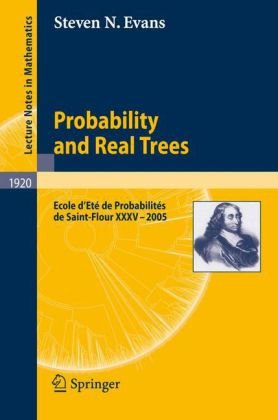 Steven N. Evans
Lecture Notes in Mathematics
1920
Probability
and Real Trees
Ecole d'Eté de Probabilités
de Saint-Flour XXXV – 2005
Springer